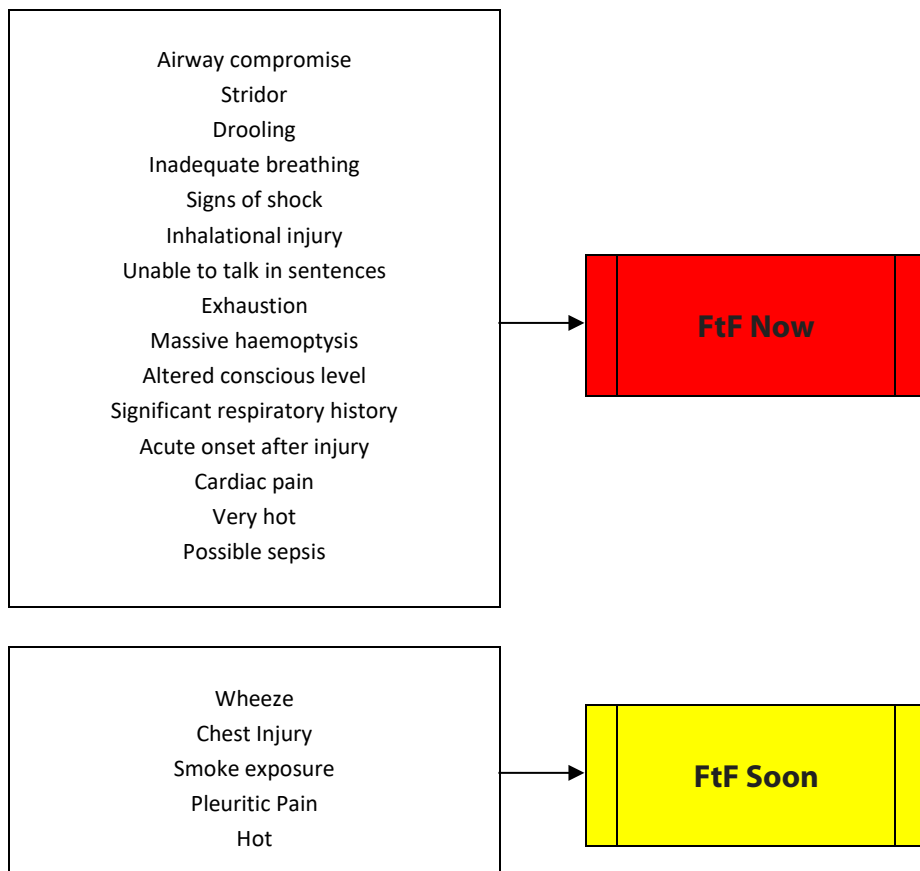 Airway compromise
Stridor
Drooling
Inadequate breathing
Signs of shock
Inhalational injury
Unable to talk in sentences
Exhaustion
Massive haemoptysis
Altered conscious level
Significant respiratory history
Acute onset after injury
Cardiac pain
Very hot
Possible sepsis
FtF Now
Wheeze
Chest Injury
Smoke exposure
Pleuritic Pain
Hot
FtF Soon